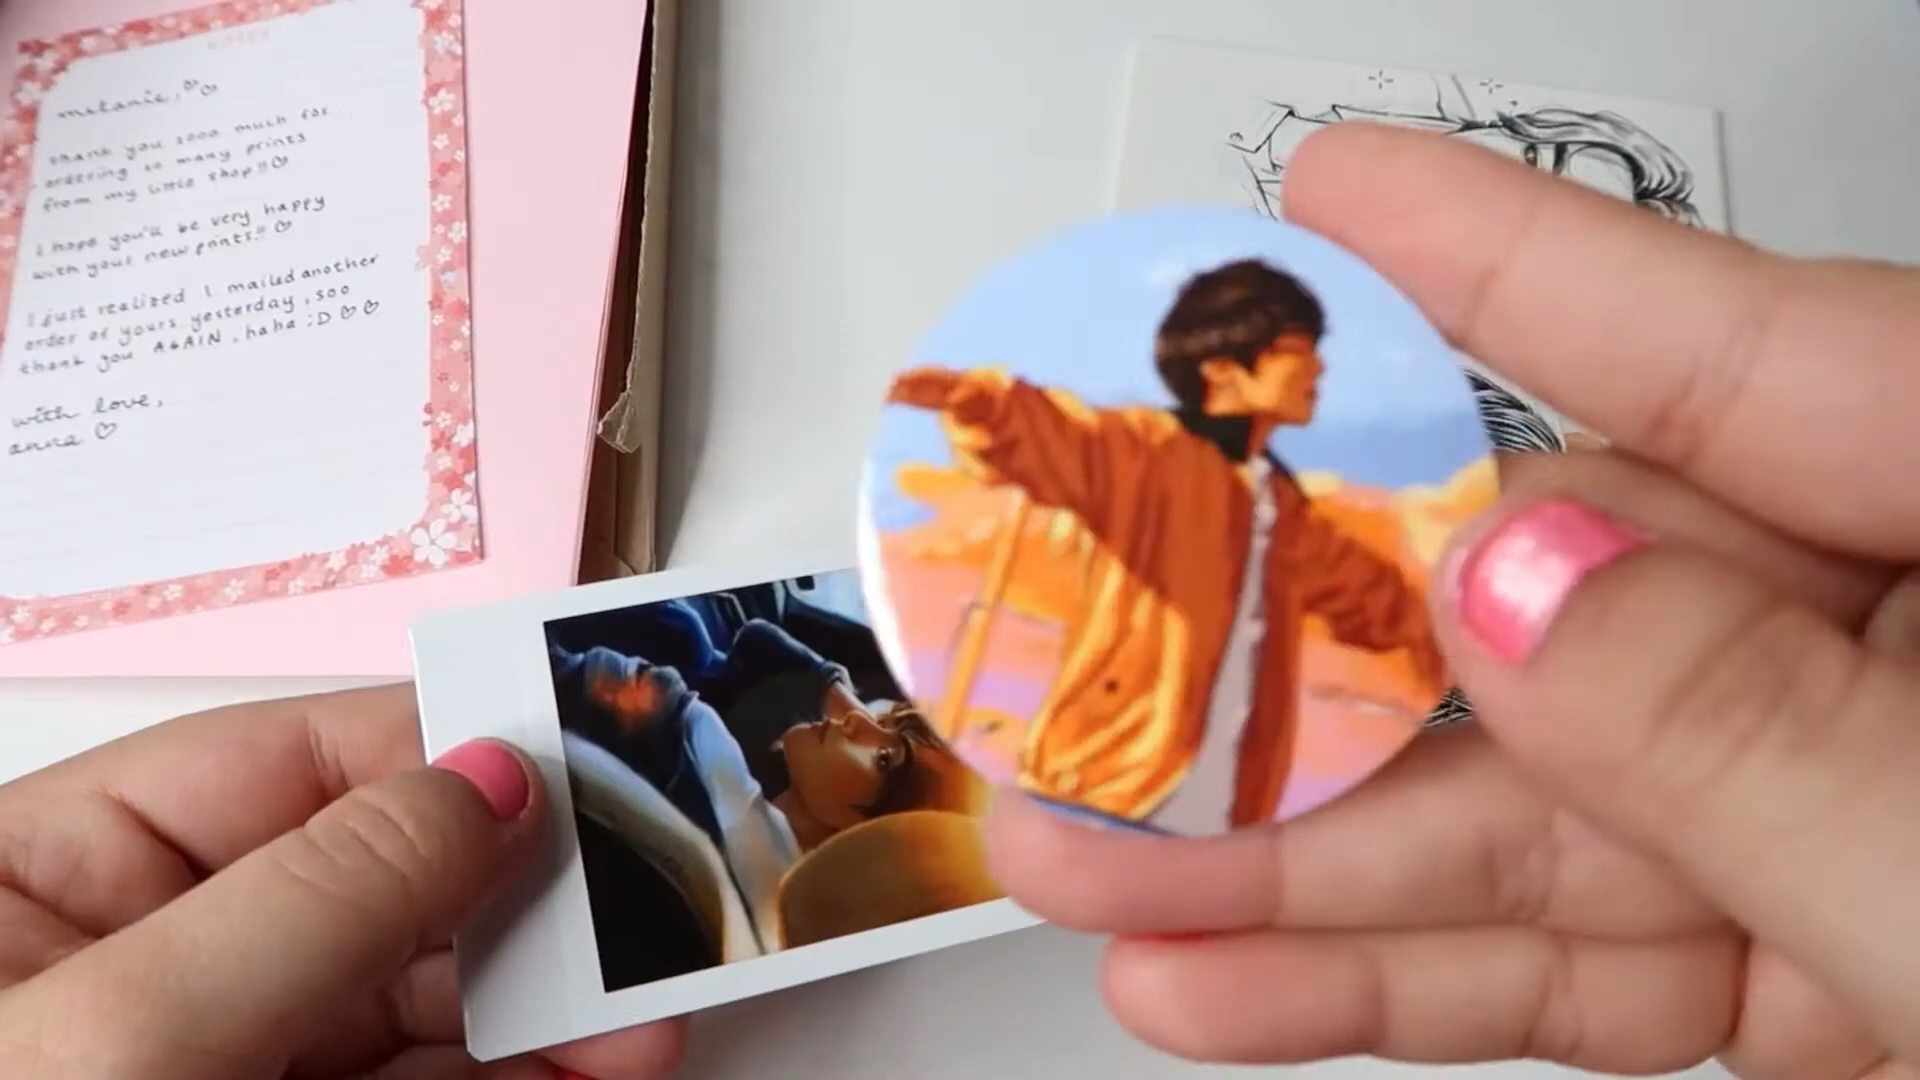 NOTES
melanie, ♡♡
thank you sooo much for
ordering so many prints
from my little shop!! ♡
I hope you'll be very happy
with your new prints!! ♡
I just realized I mailed another
order of yours yesterday, soo
thank you AGAIN, haha :D ♡♡
with love,
anna ♡